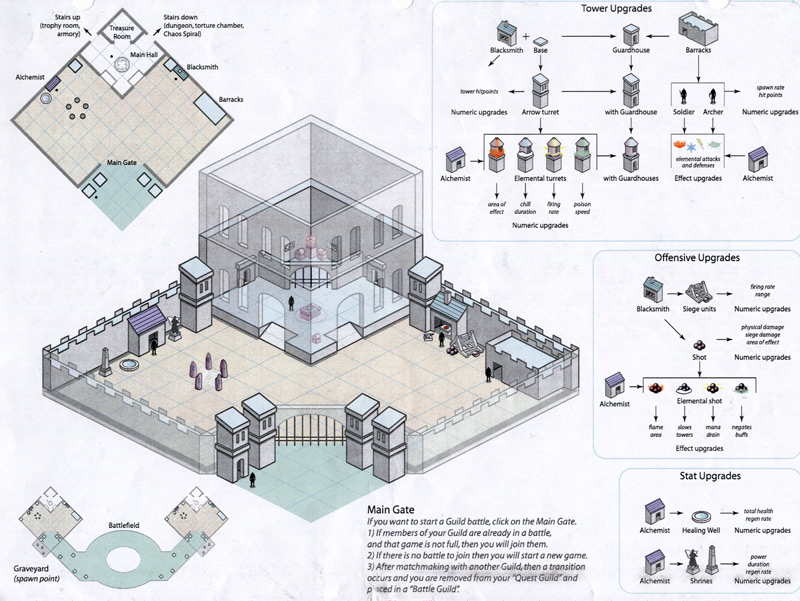 Stairs up
(trophy room,
armory)
Stairs down
(dungeon, torture chamber,
Chaos Spiral)
Treasure
Room
Main Hall
Alchemist
Blacksmith
Barracks
Main Gate
Tower Upgrades
Blacksmith
+
Base
Guardhouse
Barracks
tower hitpoints
Numeric upgrades
Arrow turret
with Guardhouse
Soldier
Archer
spawn rate
hit points
Numeric upgrades
Alchemist
Elemental turrets
with Guardhouses
elemental attacks
and defenses
Effect upgrades
Alchemist
area of
effect
chill
duration
firing
rate
poison
speed
Numeric upgrades
Offensive Upgrades
Blacksmith
Siege units
firing rate
range
Numeric upgrades
physical damage
siege damage
area of effect
Shot
Numeric upgrades
Alchemist
Elemental shot
flame
area
slows
towers
mana
drain
negates
buffs
Effect upgrades
Stat Upgrades
Alchemist
Healing Well
total health
regen rate
Numeric upgrades
Alchemist
Shrines
power
duration
regen rate
Numeric upgrades
Battlefield
Graveyard
(spawn point)
Main Gate
If you want to start a Guild battle, click on the Main Gate.
1) If members of your Guild are already in a battle,
and that game is not full, then you will join them.
2) If there is no battle to join then you will start a new game.
3) After matchmaking with another Guild, then a transition
occurs and you are removed from your "Quest Guild" and
placed in a "Battle Guild".